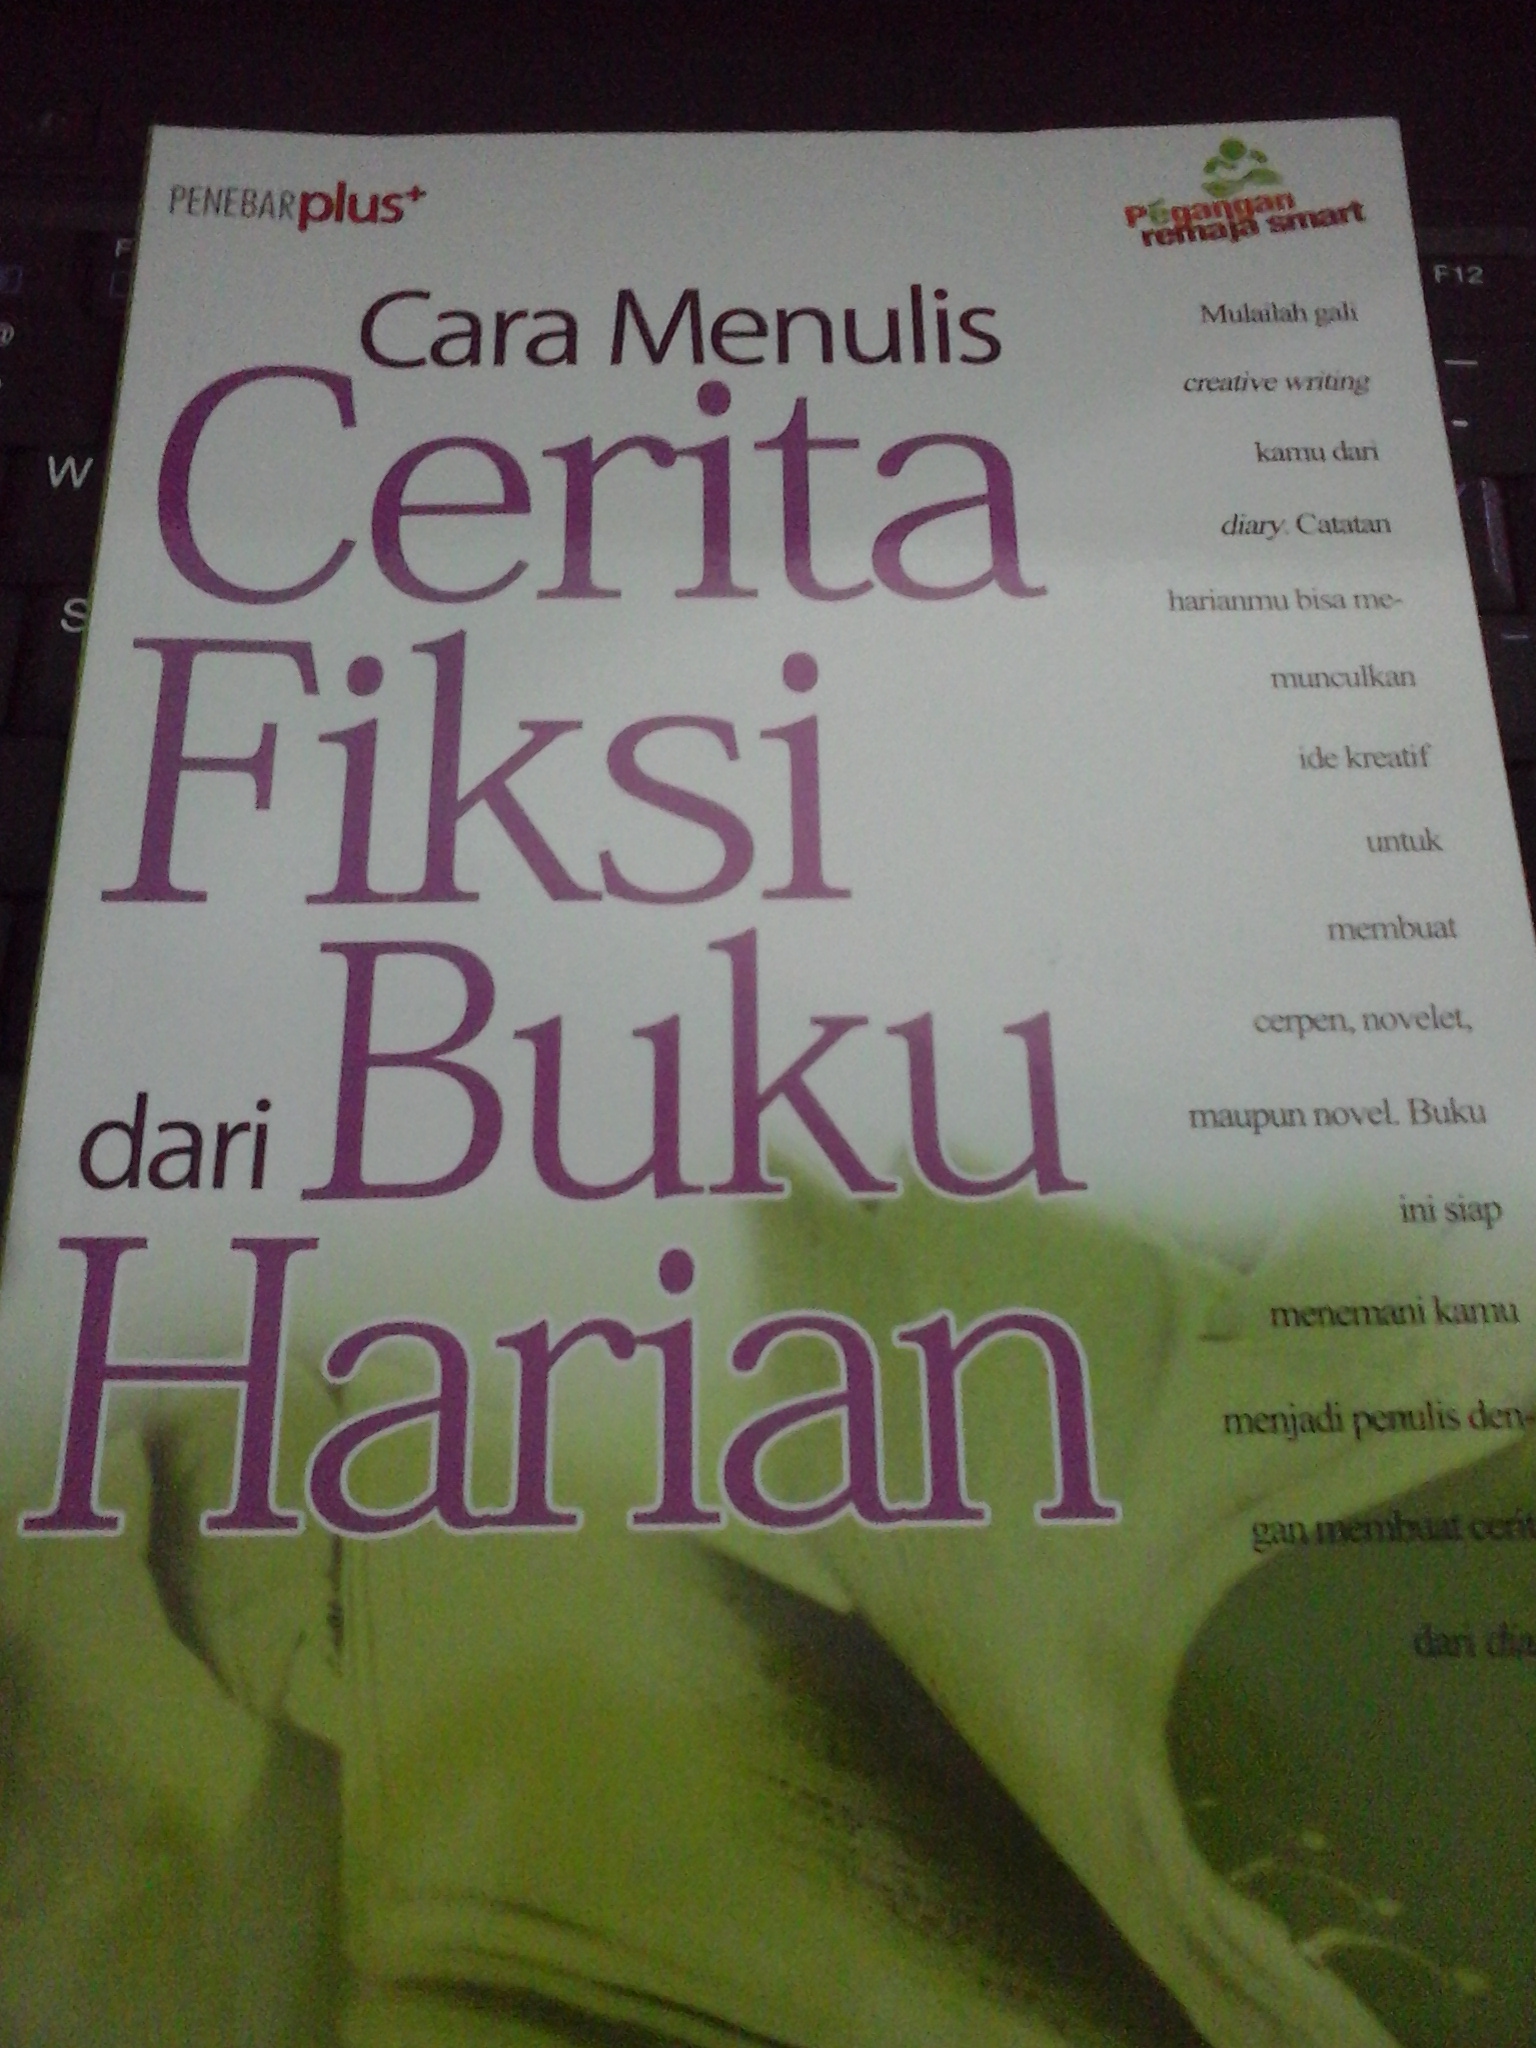 PENEBAR plus+
Pegangan
remaja smart
Cara Menulis
Cerita
Fiksi
dari Buku
Harian
Mulailah gali
creative writing
kamu dari
diary. Catatan
harianmu bisa me-
munculkan
ide kreatif
untuk
membuat
cerpen, novelet,
maupun novel. Buku
ini siap
menemani kamu
menjadi penulis den-
gan membuat
dari
F12
W
S
@